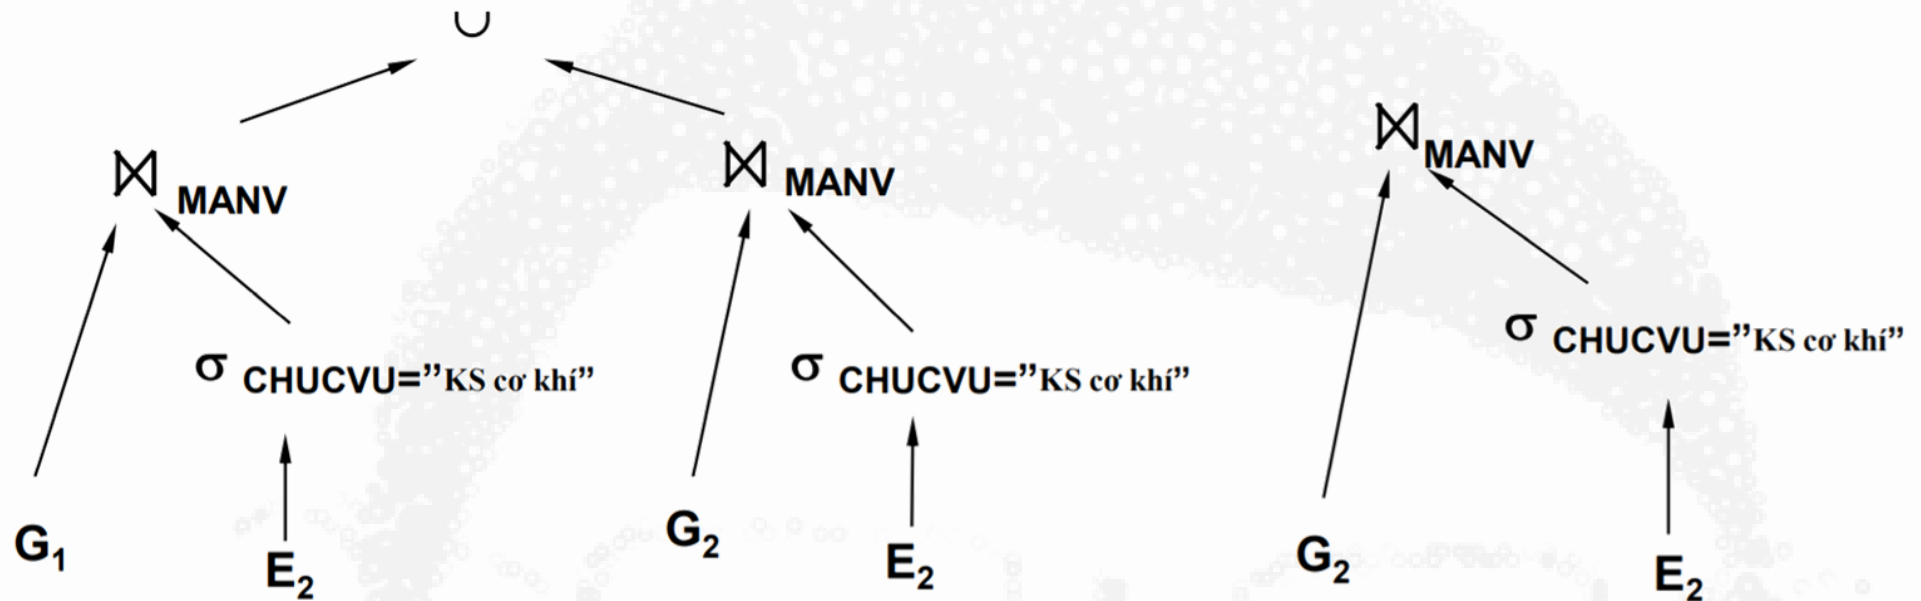 ∪
⋈ MANV
⋈ MANV
⋈ MANV
σ CHUCVU=”KS cơ khí”
σ CHUCVU=”KS cơ khí”
σ CHUCVU=”KS cơ khí”
G₁
E₂
G₂
E₂
G₂
E₂